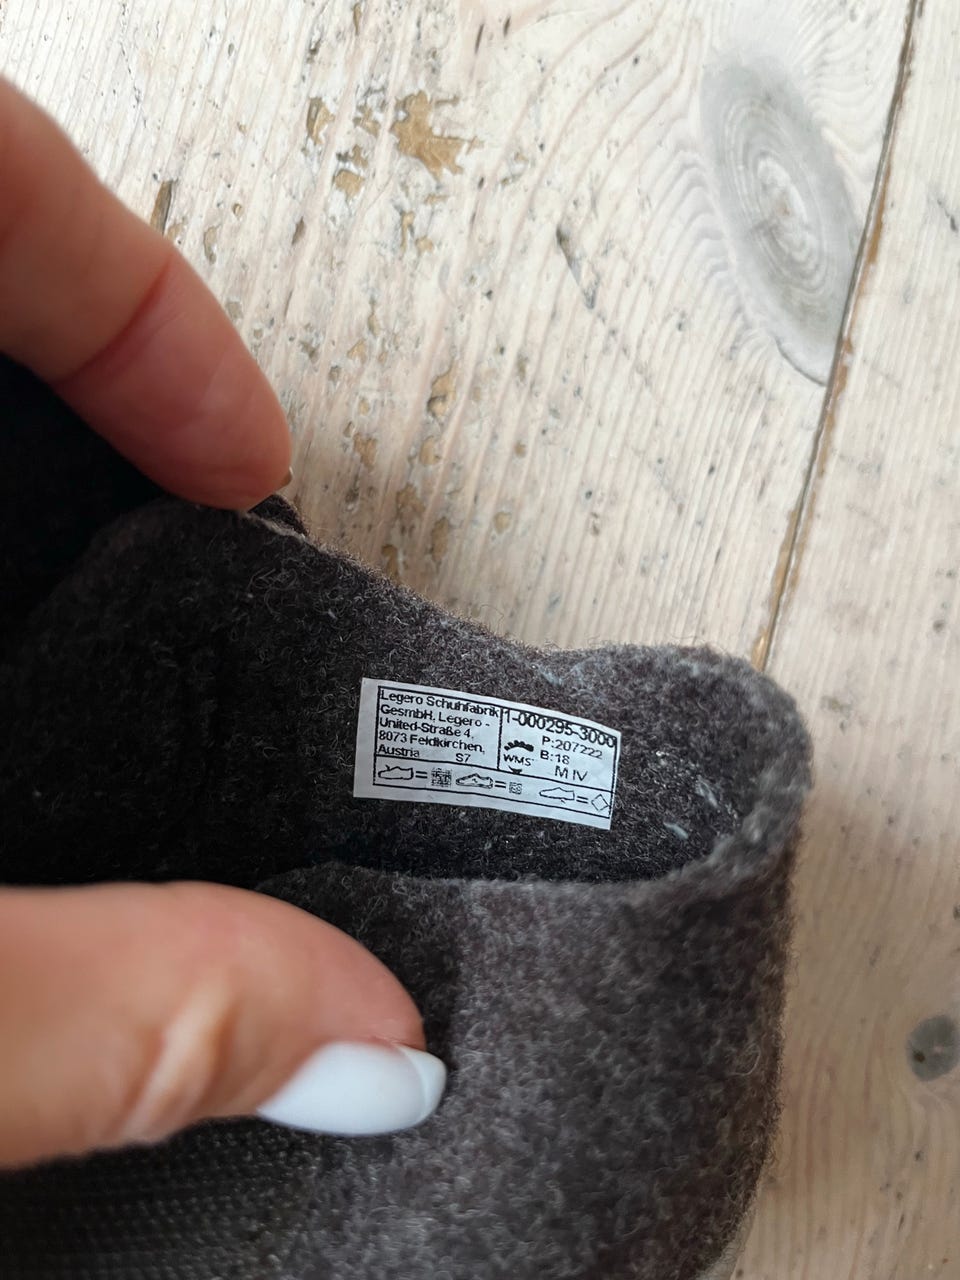 Legero Schuhfabrik
GesmbH, Legero -
United-Straße 4,
8073 Feldkirchen,
Austria S7
1-000295-3000
P:207222
B:18
WMS
M IV